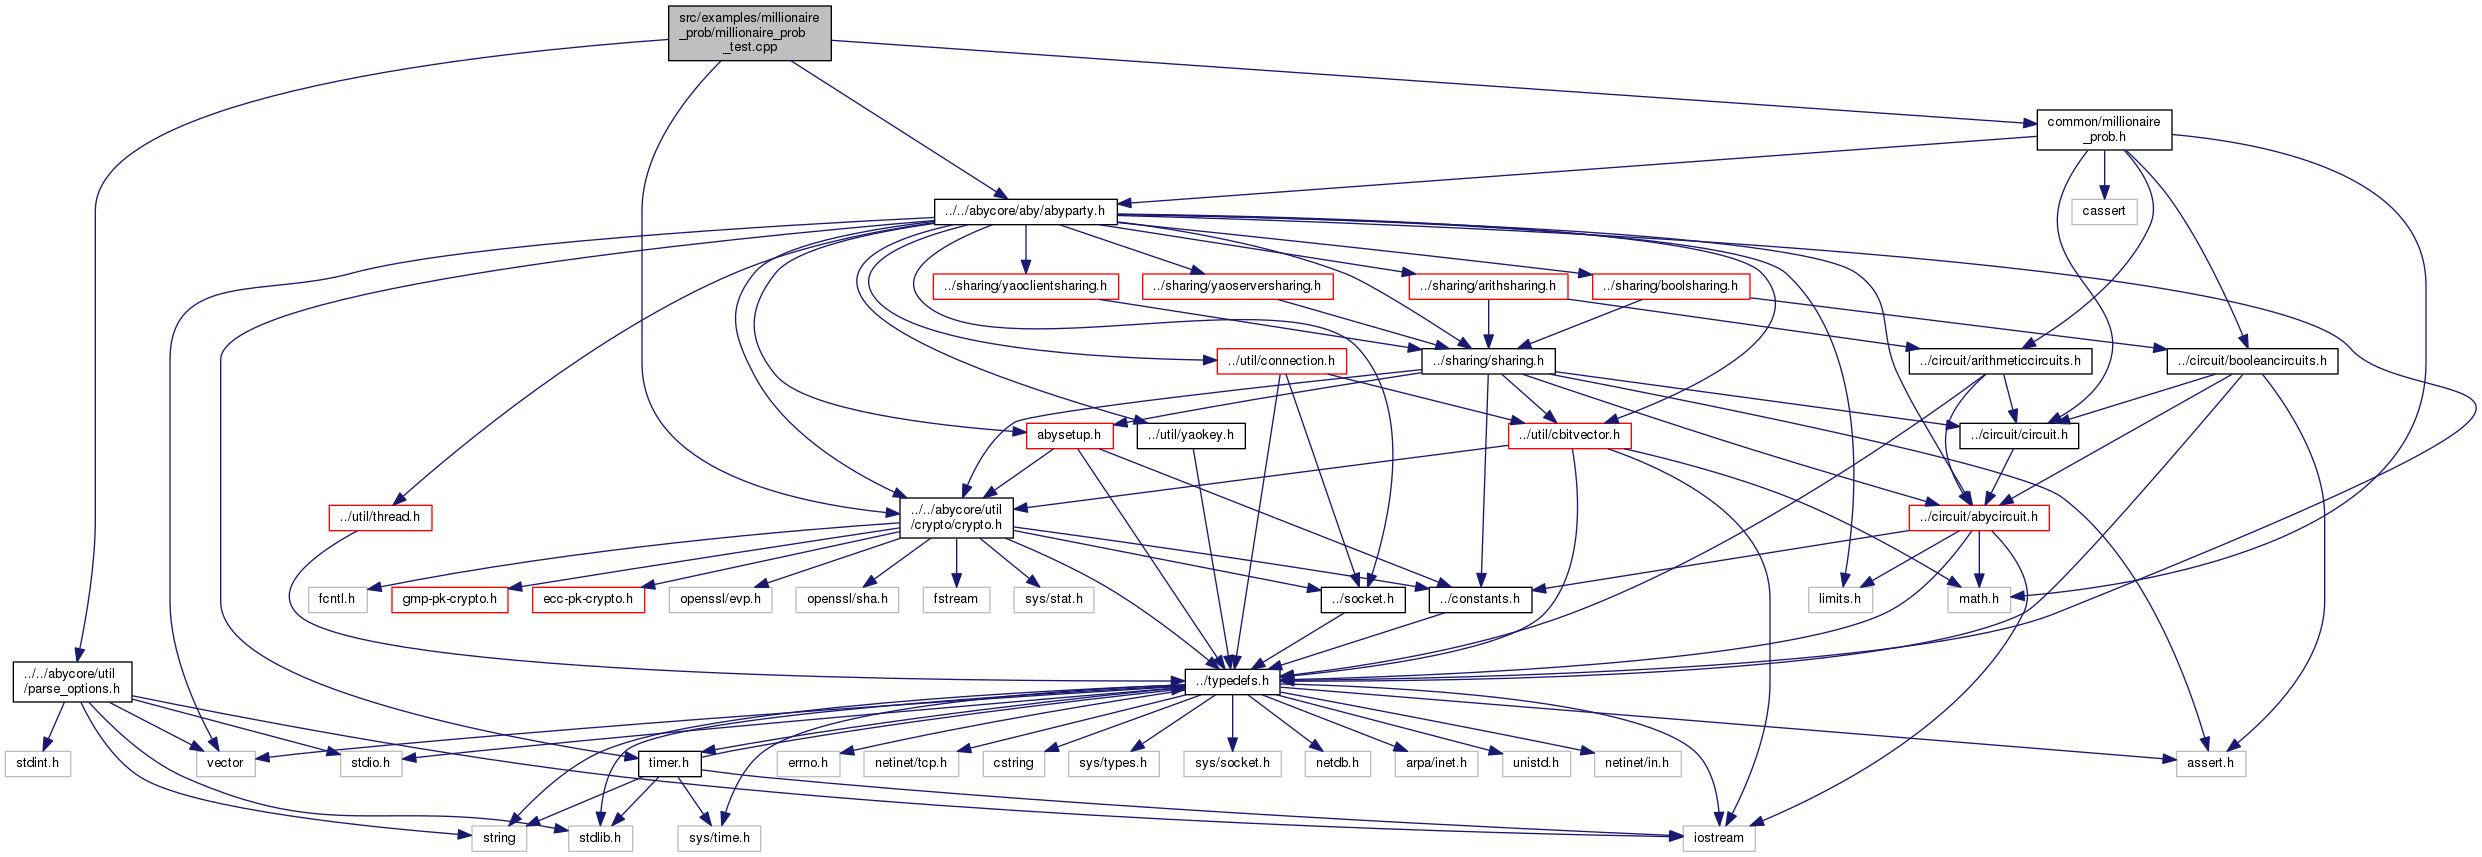 src/examples/millionaire
_prob/millionaire_prob
_test.cpp
common/millionaire
_prob.h
../../abycore/aby/abyparty.h
cassert
../sharing/yaoclientsharing.h
../sharing/yaoserversharing.h
../sharing/arithsharing.h
../sharing/boolsharing.h
../util/connection.h
../sharing/sharing.h
../circuit/arithmeticcircuits.h
../circuit/booleancircuits.h
abysetup.h
../util/yaokey.h
../util/cbitvector.h
../circuit/circuit.h
../util/thread.h
../../abycore/util
/crypto/crypto.h
../circuit/abycircuit.h
fcntl.h
gmp-pk-crypto.h
ecc-pk-crypto.h
openssl/evp.h
openssl/sha.h
fstream
sys/stat.h
../socket.h
../constants.h
limits.h
math.h
../../abycore/util
/parse_options.h
../typedefs.h
stdint.h
vector
stdio.h
timer.h
errno.h
netinet/tcp.h
cstring
sys/types.h
sys/socket.h
netdb.h
arpa/inet.h
unistd.h
netinet/in.h
assert.h
string
stdlib.h
sys/time.h
iostream